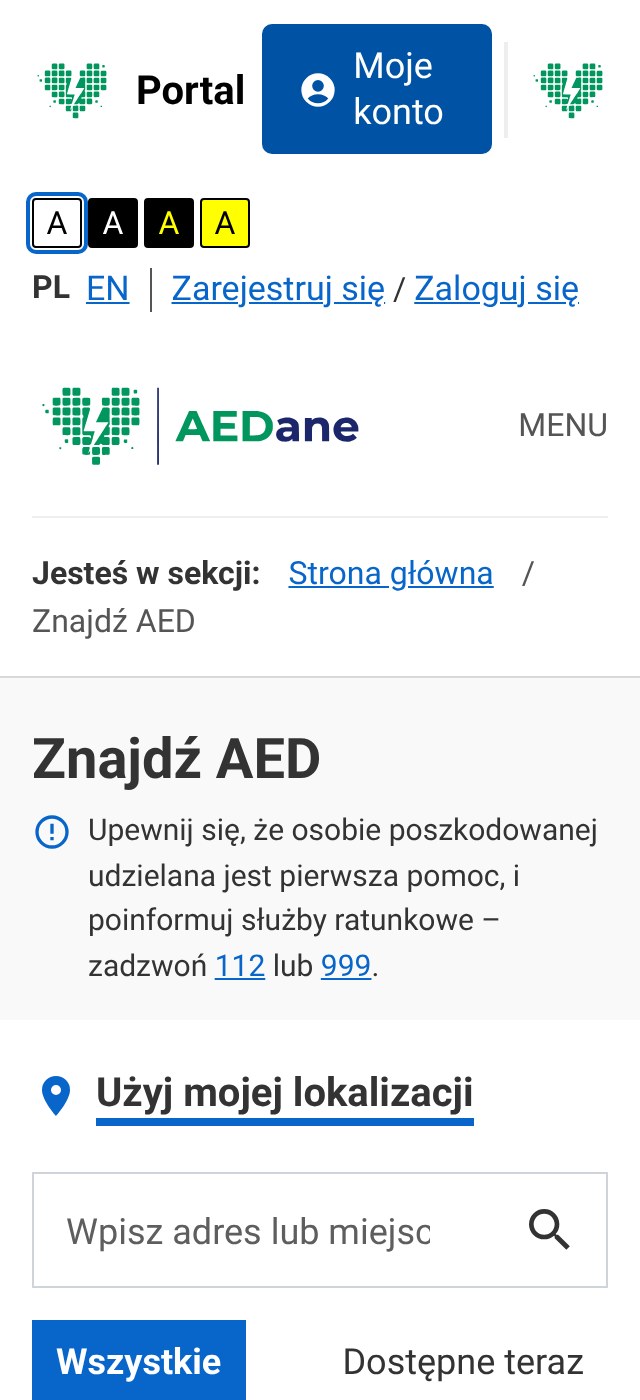 Portal
Moje
konto
A A A A
PL EN Zarejestruj się / Zaloguj się
AEDane
MENU
Jesteś w sekcji: Strona główna /
Znajdź AED
Znajdź AED
Upewnij się, że osobie poszkodowanej
udzielana jest pierwsza pomoc, i
poinformuj służby ratunkowe –
zadzwoń 112 lub 999.
Użyj mojej lokalizacji
Wpisz adres lub miejsc
Wszystkie
Dostępne teraz